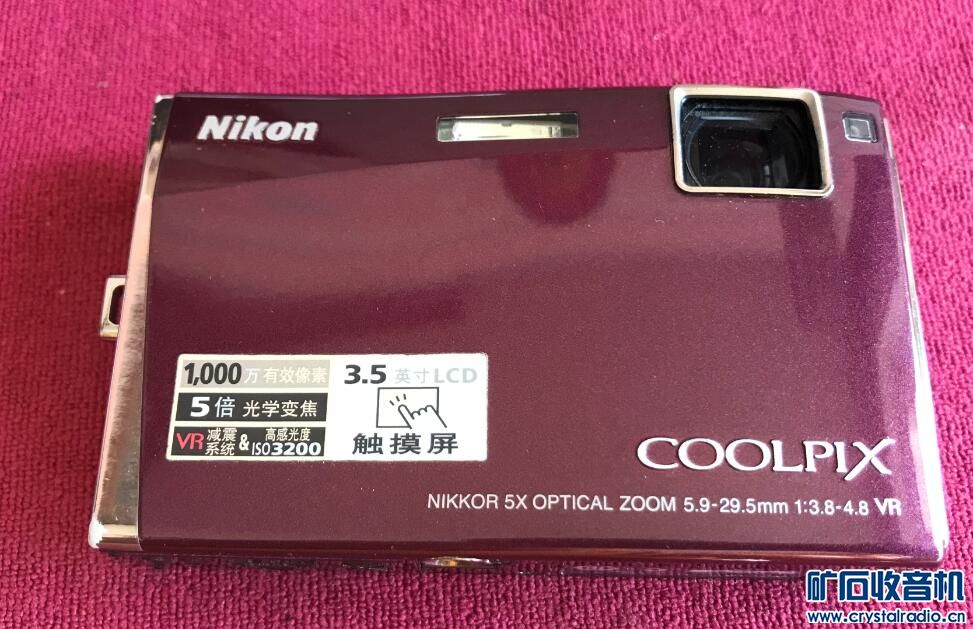 Nikon
1,000万有效像素
5倍 光学变焦
VR减震系统&高感光度ISO3200
3.5英寸LCD
触摸屏
COOLPIX
NIKKOR 5X OPTICAL ZOOM 5.9-29.5mm 1:3.8-4.8 VR
矿石收音机
www.crystalradio.cn